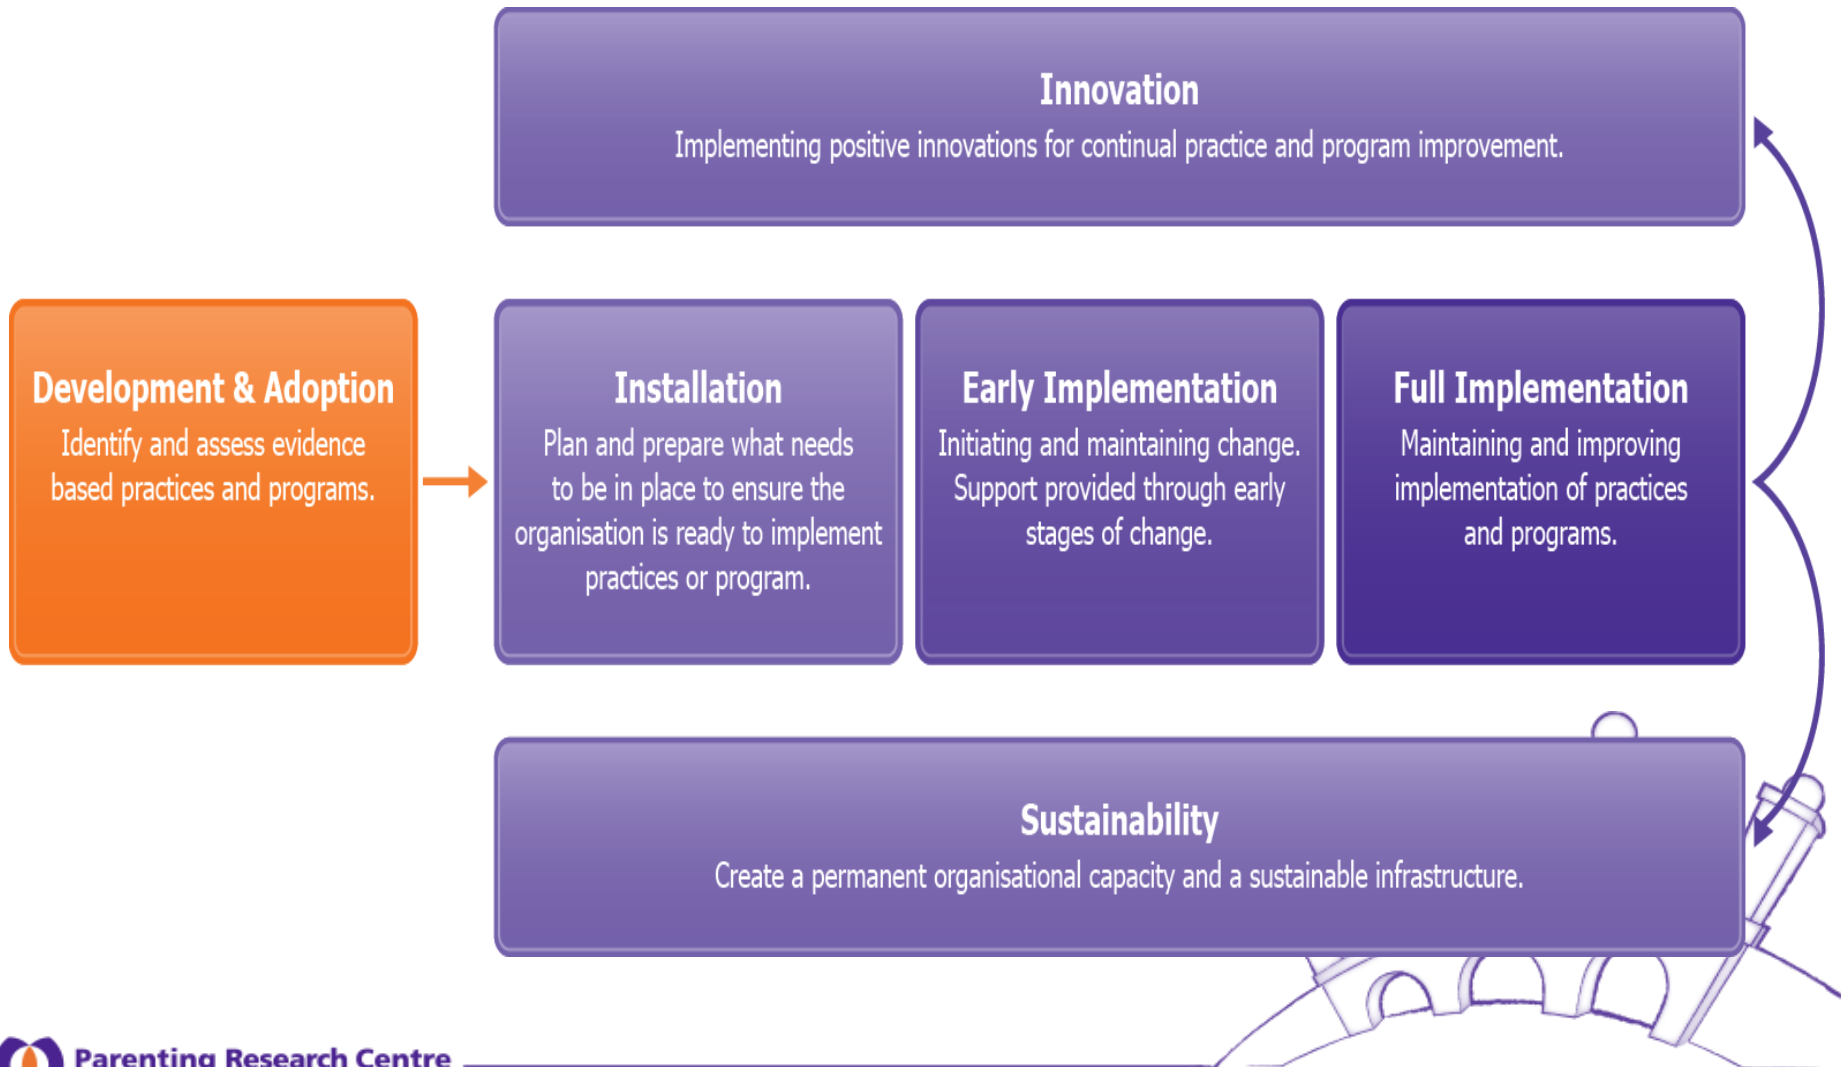 Innovation
Implementing positive innovations for continual practice and program improvement.
Development & Adoption
Identify and assess evidence
based practices and programs.
Installation
Plan and prepare what needs
to be in place to ensure the
organisation is ready to implement
practices or program.
Early Implementation
Initiating and maintaining change.
Support provided through early
stages of change.
Full Implementation
Maintaining and improving
implementation of practices
and programs.
Sustainability
Create a permanent organisational capacity and a sustainable infrastructure.
Parenting Research Centre